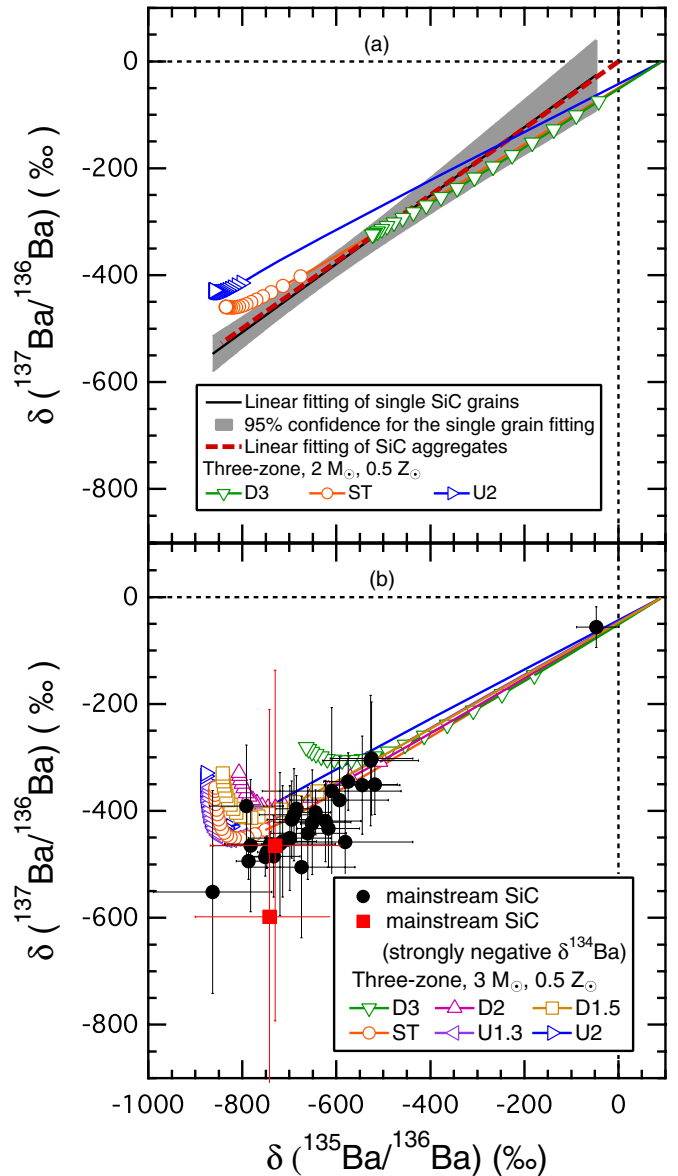 (a)
0
-200
-400
-600
-800
δ (¹³⁷Ba/¹³⁶Ba) (‰)
Linear fitting of single SiC grains
95% confidence for the single grain fitting
Linear fitting of SiC aggregates
Three-zone, 2 M☉, 0.5 Z☉
D3 ST U2
(b)
0
-200
-400
-600
-800
δ (¹³⁷Ba/¹³⁶Ba) (‰)
mainstream SiC
mainstream SiC
(strongly negative δ¹³⁴Ba)
Three-zone, 3 M☉, 0.5 Z☉
D3 D2 D1.5
ST U1.3 U2
-1000 -800 -600 -400 -200 0
δ (¹³⁵Ba/¹³⁶Ba) (‰)